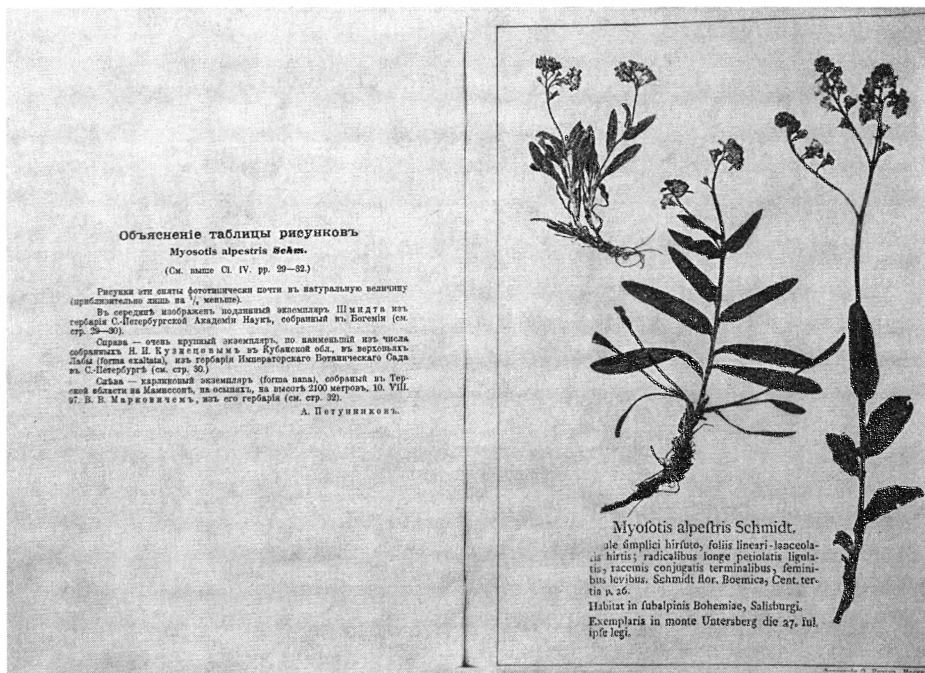 Объясненіе таблицы рисунковъ
Myosotis alpestris Schm.
(См. выше Cl. IV. pp. 29—32.)
Рисунки эти сняты фототипически почти въ натуральную величину
(приблизительно лишь на 1/4 меньше).
Въ серединѣ изображенъ подлинный экземпляръ Шмидта изъ
гербарія С.-Петербургской Академіи Наукъ, собранный въ Богеміи (см.
стр. 29—30).
Справа — очень крупный экземпляръ, по наименьшій изъ числа
собранныхъ Н. И. Кузнецовымъ въ Кубанской обл., въ верховьяхъ
Лабы (forma exaltata), изъ гербарія Императорскаго Ботаническаго Сада
въ С.-Петербургѣ (см. стр. 30.)
Слѣва — карликовый экземпляръ (forma nana), собраный въ Тер-
ской области на Мамиссонѣ, на осыпяхъ, на высотѣ 2100 метровъ, 10. VIII.
97. В. В. Марковичемъ, изъ его гербарія (см. стр. 32).
А. Петунниковъ.
Myoſotis alpeſtris Schmidt.
ule ſimplici hirſuto, foliis lineari-lanceola-
is hirtis; radicalibus longe petiolatis ligula-
tis, racemis conjugatis terminalibus, ſemini-
bus levibus. Schmidt flor. Boemica, Cent. ter-
tia p. 26.
Habitat in ſubalpinis Bohemiae, Salisburgi.
Exemplaria in monte Untersberg die 27. Iul.
ipſe legi.